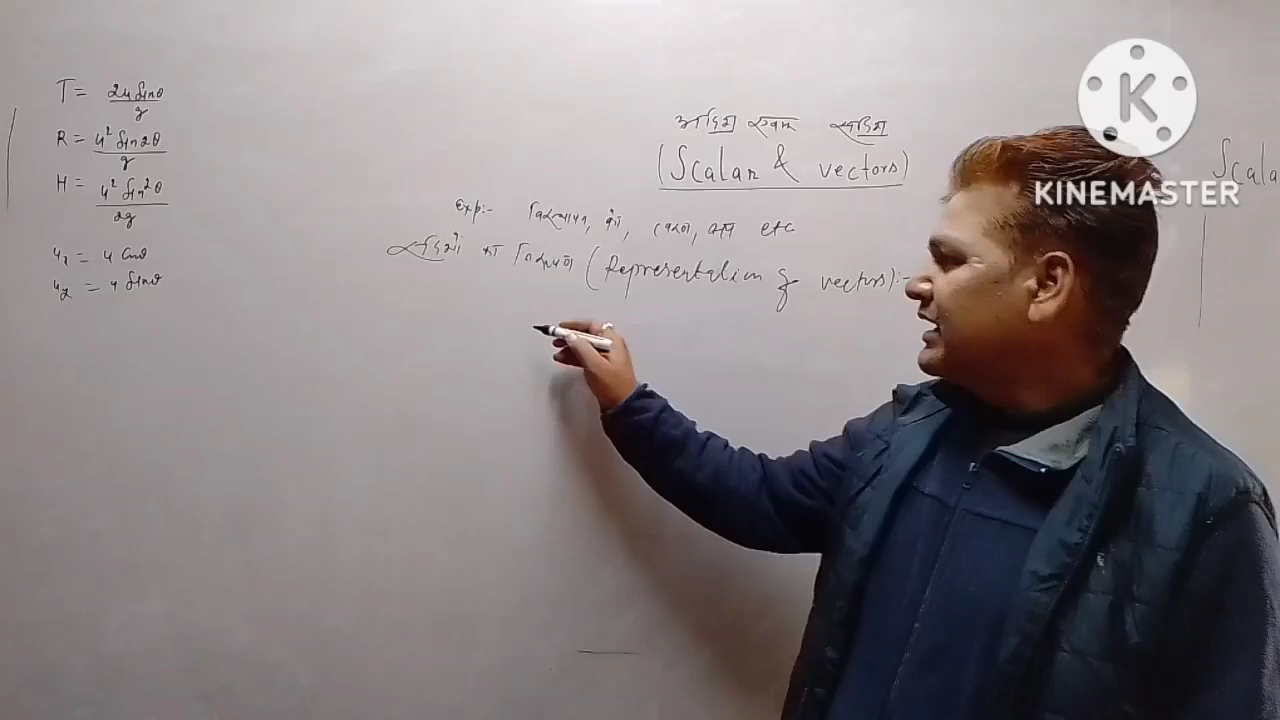 T = 2u Sinθ / g
R = u² Sin2θ / g
H = u² Sin²θ / 2g
uₓ = u Cosθ
u_y = u Sinθ
अदिश एवम सदिश
(Scalar & vectors)
Exp:- विस्थापन, वेग, त्वरण, बल etc
सदिशों का निरूपण (Representation of vectors):-
Scala
K
KINEMASTER